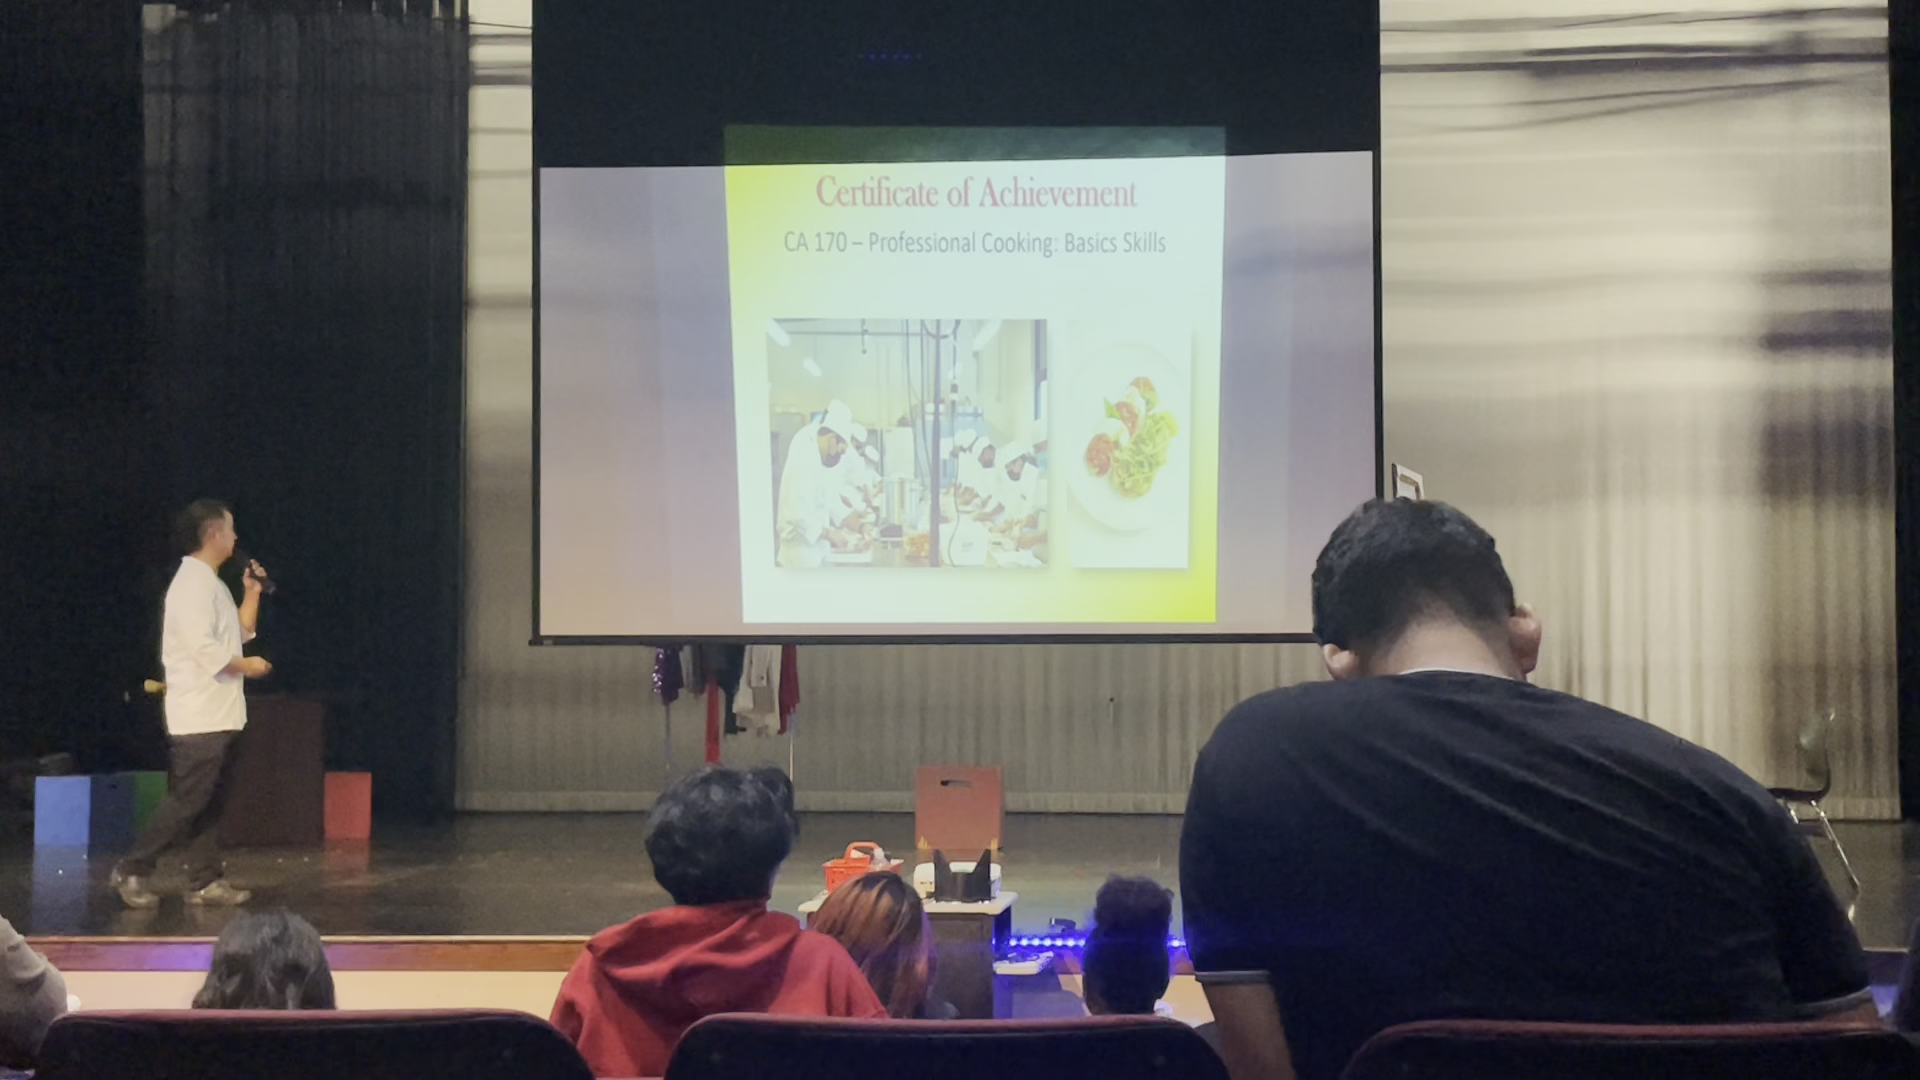 Certificate of Achievement
CA 170 – Professional Cooking: Basics Skills